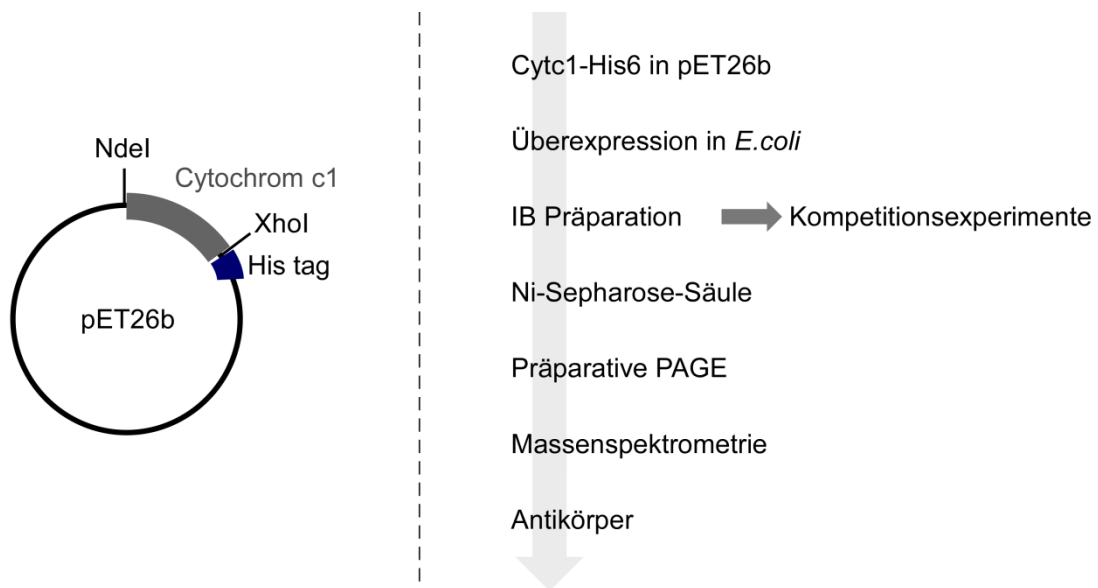 NdeI
Cytochrom c1
XhoI
His tag
pET26b
Cytc1-His6 in pET26b
Überexpression in E.coli
IB Präparation Kompetitionsexperimente
Ni-Sepharose-Säule
Präparative PAGE
Massenspektrometrie
Antikörper